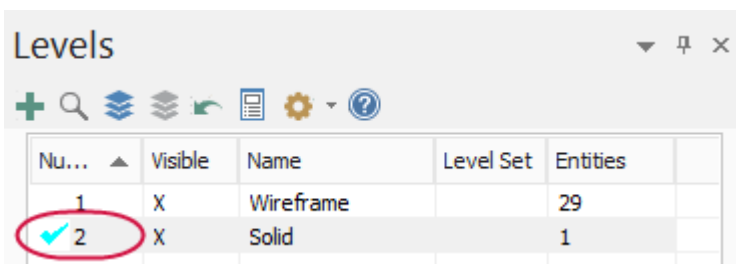 Levels
Nu... Visible Name Level Set Entities
1 X Wireframe 29
2 X Solid 1